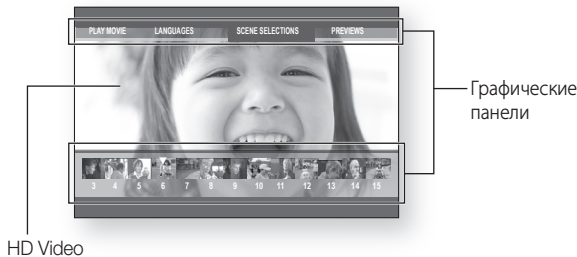 PLAY MOVIE LANGUAGES SCENE SELECTIONS PREVIEWS
Графические
панели
3 4 5 6 7 8 9 10 11 12 13 14 15
HD Video